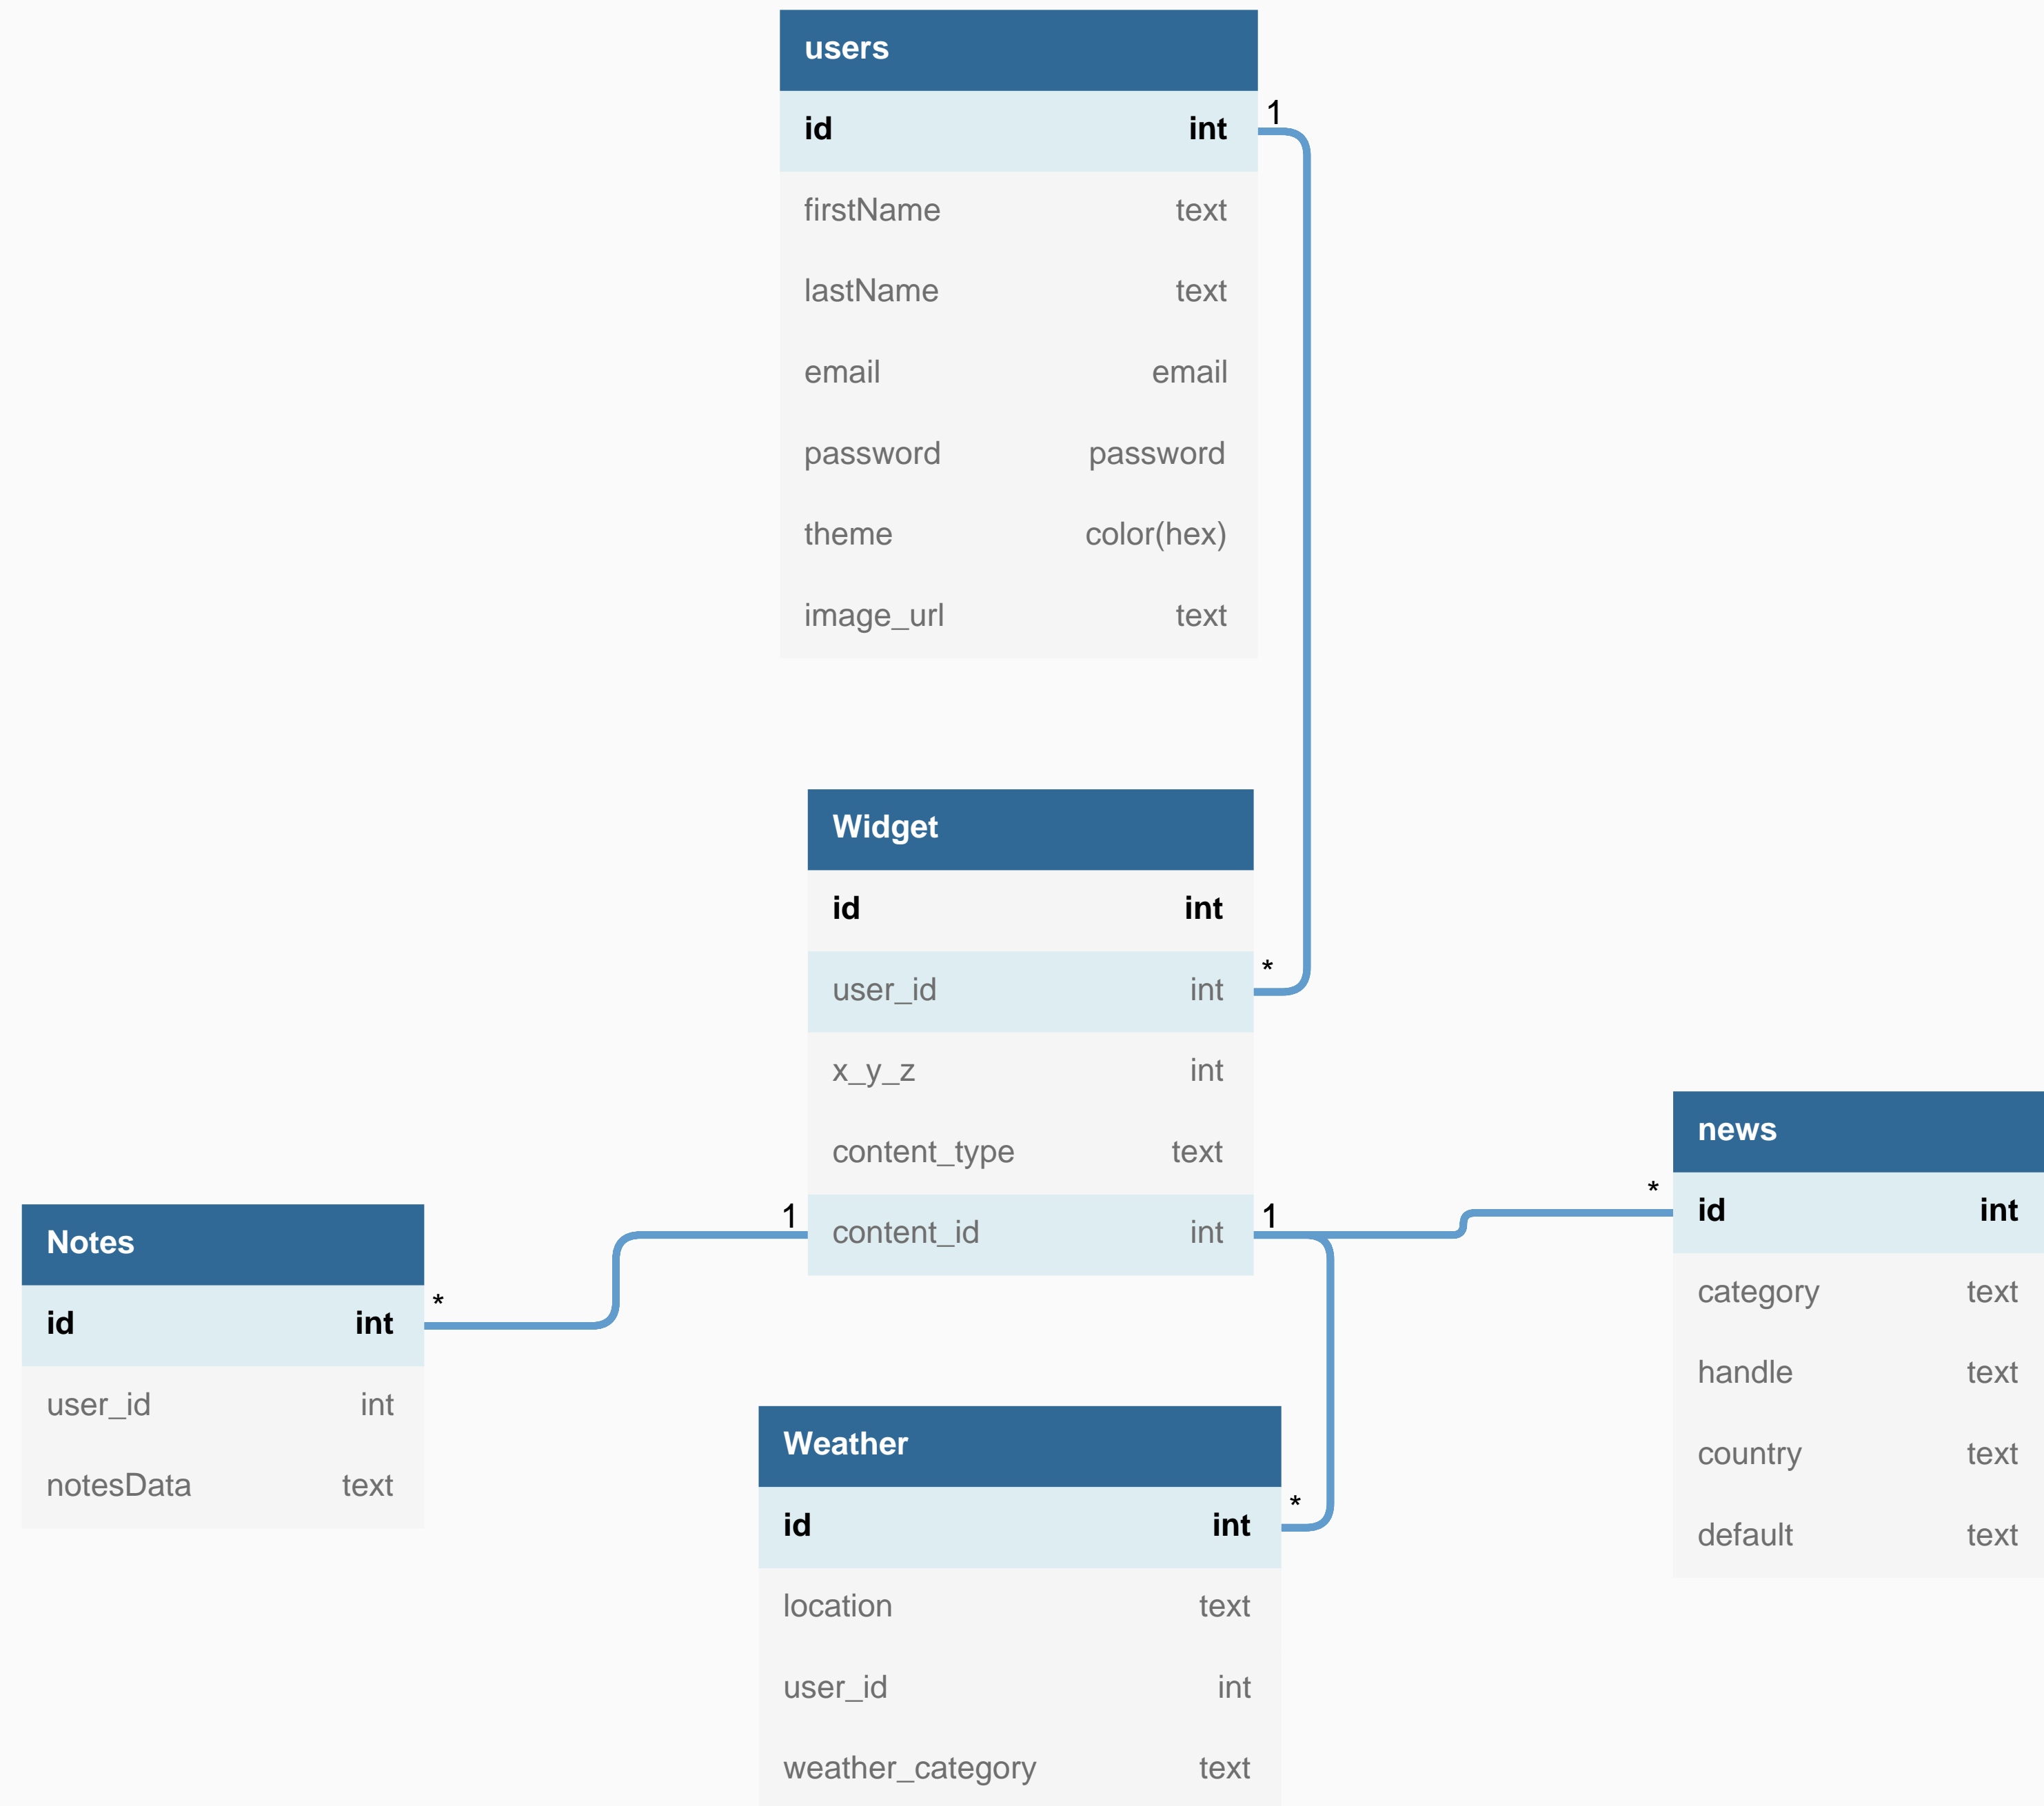 users
id int
firstName text
lastName text
email email
password password
theme color(hex)
image_url text
1
*
Widget
id int
user_id int
x_y_z int
content_type text
content_id int
1
1
*
news
id int
category text
handle text
country text
default text
*
Notes
id int
user_id int
notesData text
*
Weather
id int
location text
user_id int
weather_category text